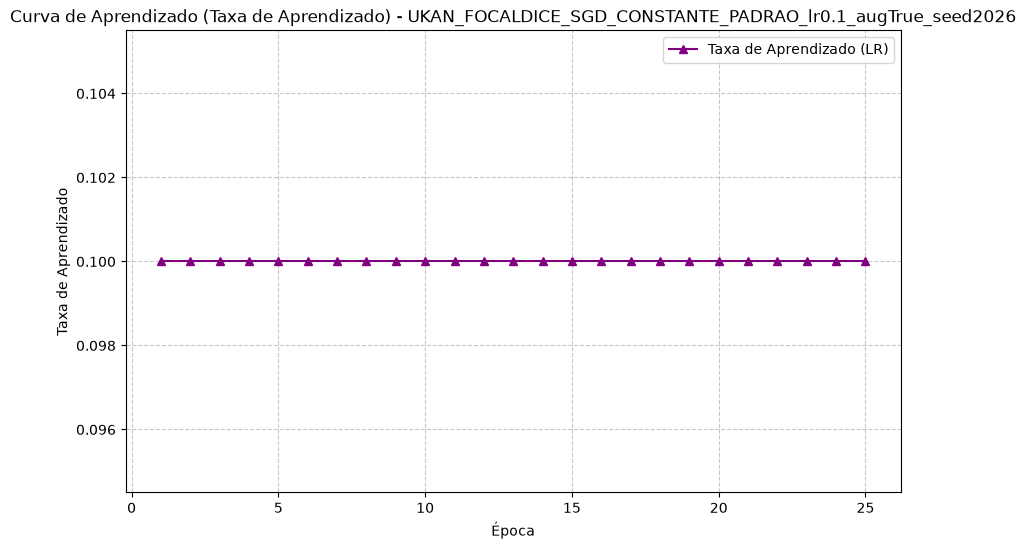 Curva de Aprendizado (Taxa de Aprendizado) - UKAN_FOCALDICE_SGD_CONSTANTE_PADRAO_lr0.1_augTrue_seed2026
Taxa de Aprendizado (LR)
0.104
0.102
0.100
0.098
0.096
Taxa de Aprendizado
0
5
10
15
20
25
Época